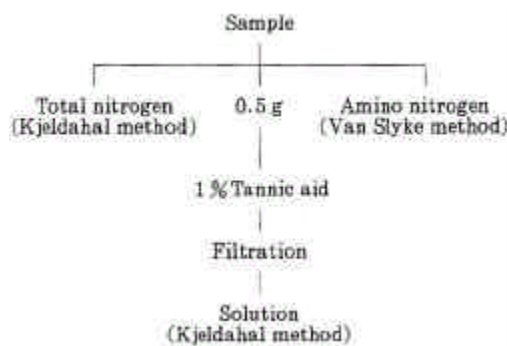 Sample
Total nitrogen
(Kjeldahal method)
0.5 g
Amino nitrogen
(Van Slyke method)
1 % Tannic aid
Filtration
Solution
(Kjeldahal method)